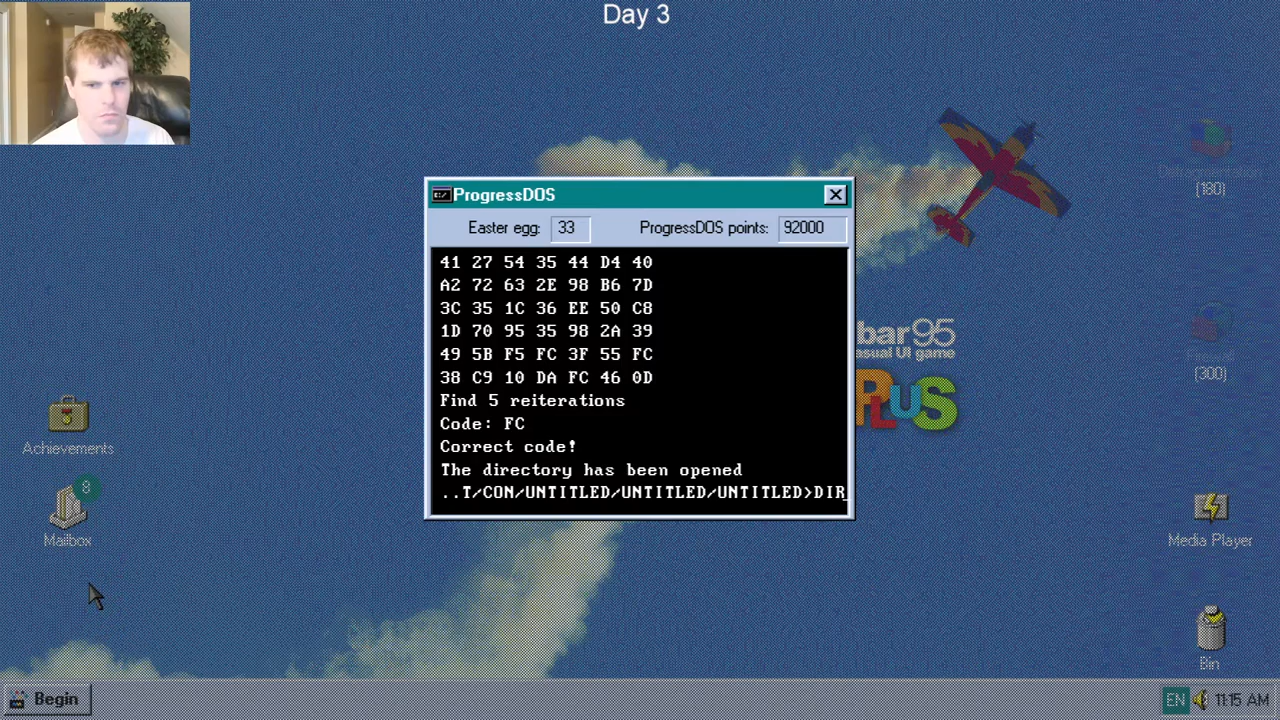 Day 3
ProgressDOS
Easter egg: 33 ProgressDOS points: 92000
41 27 54 35 44 D4 40
A2 72 63 2E 98 B6 7D
3C 35 1C 36 EE 50 C8
1D 70 95 35 98 2A 39
49 5B F5 FC 3F 55 FC
38 C9 10 DA FC 46 0D
Find 5 reiterations
Code: FC
Correct code!
The directory has been opened
..T/CON/UNTITLED/UNTITLED/UNTITLED>DIR_
(180)
bar95
asual UI game
PLUS
(300)
Achievements
8
Mailbox
Media Player
Bin
Begin
EN 11:15 AM